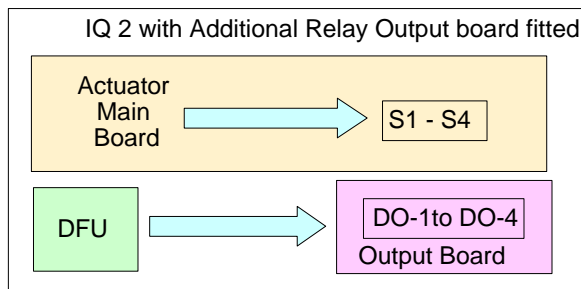 IQ 2 with Additional Relay Output board fitted
Actuator
Main
Board
S1 - S4
DFU
DO-1to DO-4
Output Board